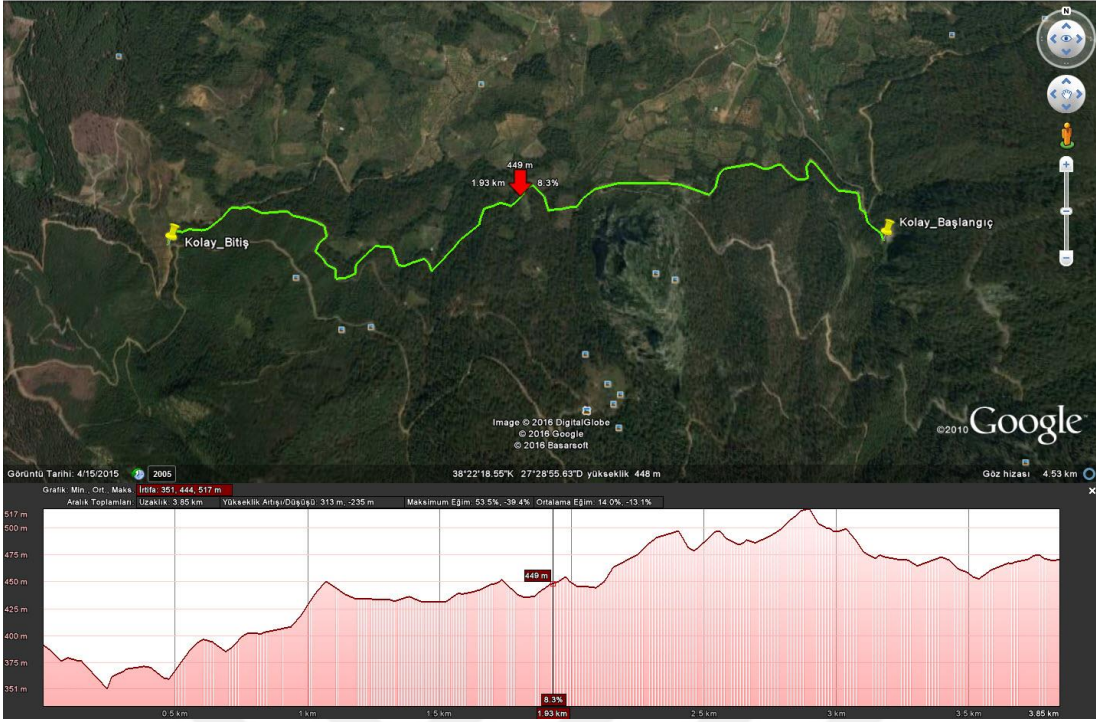 N
449 m
1.93 km 8.3%
Kolay_Başlangıç
Kolay_Bitiş
Image © 2016 DigitalGlobe
© 2016 Google
© 2016 Basarsoft
©2010 Google
Görüntü Tarihi: 4/15/2015 2005 38°22'18.55"K 27°28'55.63"D yükseklik 448 m Göz hizası 4.53 km
Grafik: Min., Ort., Maks. İrtifa: 351, 444, 517 m
Aralık Toplamları: Uzaklık: 3.85 km Yükseklik Artışı/Düşüşü: 313 m, -235 m Maksimum Eğim: 53.5%, -39.4% Ortalama Eğim: 14.0%, -13.1%
517 m
500 m
475 m
450 m
449 m
425 m
400 m
375 m
351 m
8.3%
0.5 km 1 km 1.5 km 1.93 km 2.5 km 3 km 3.5 km 3.85 km